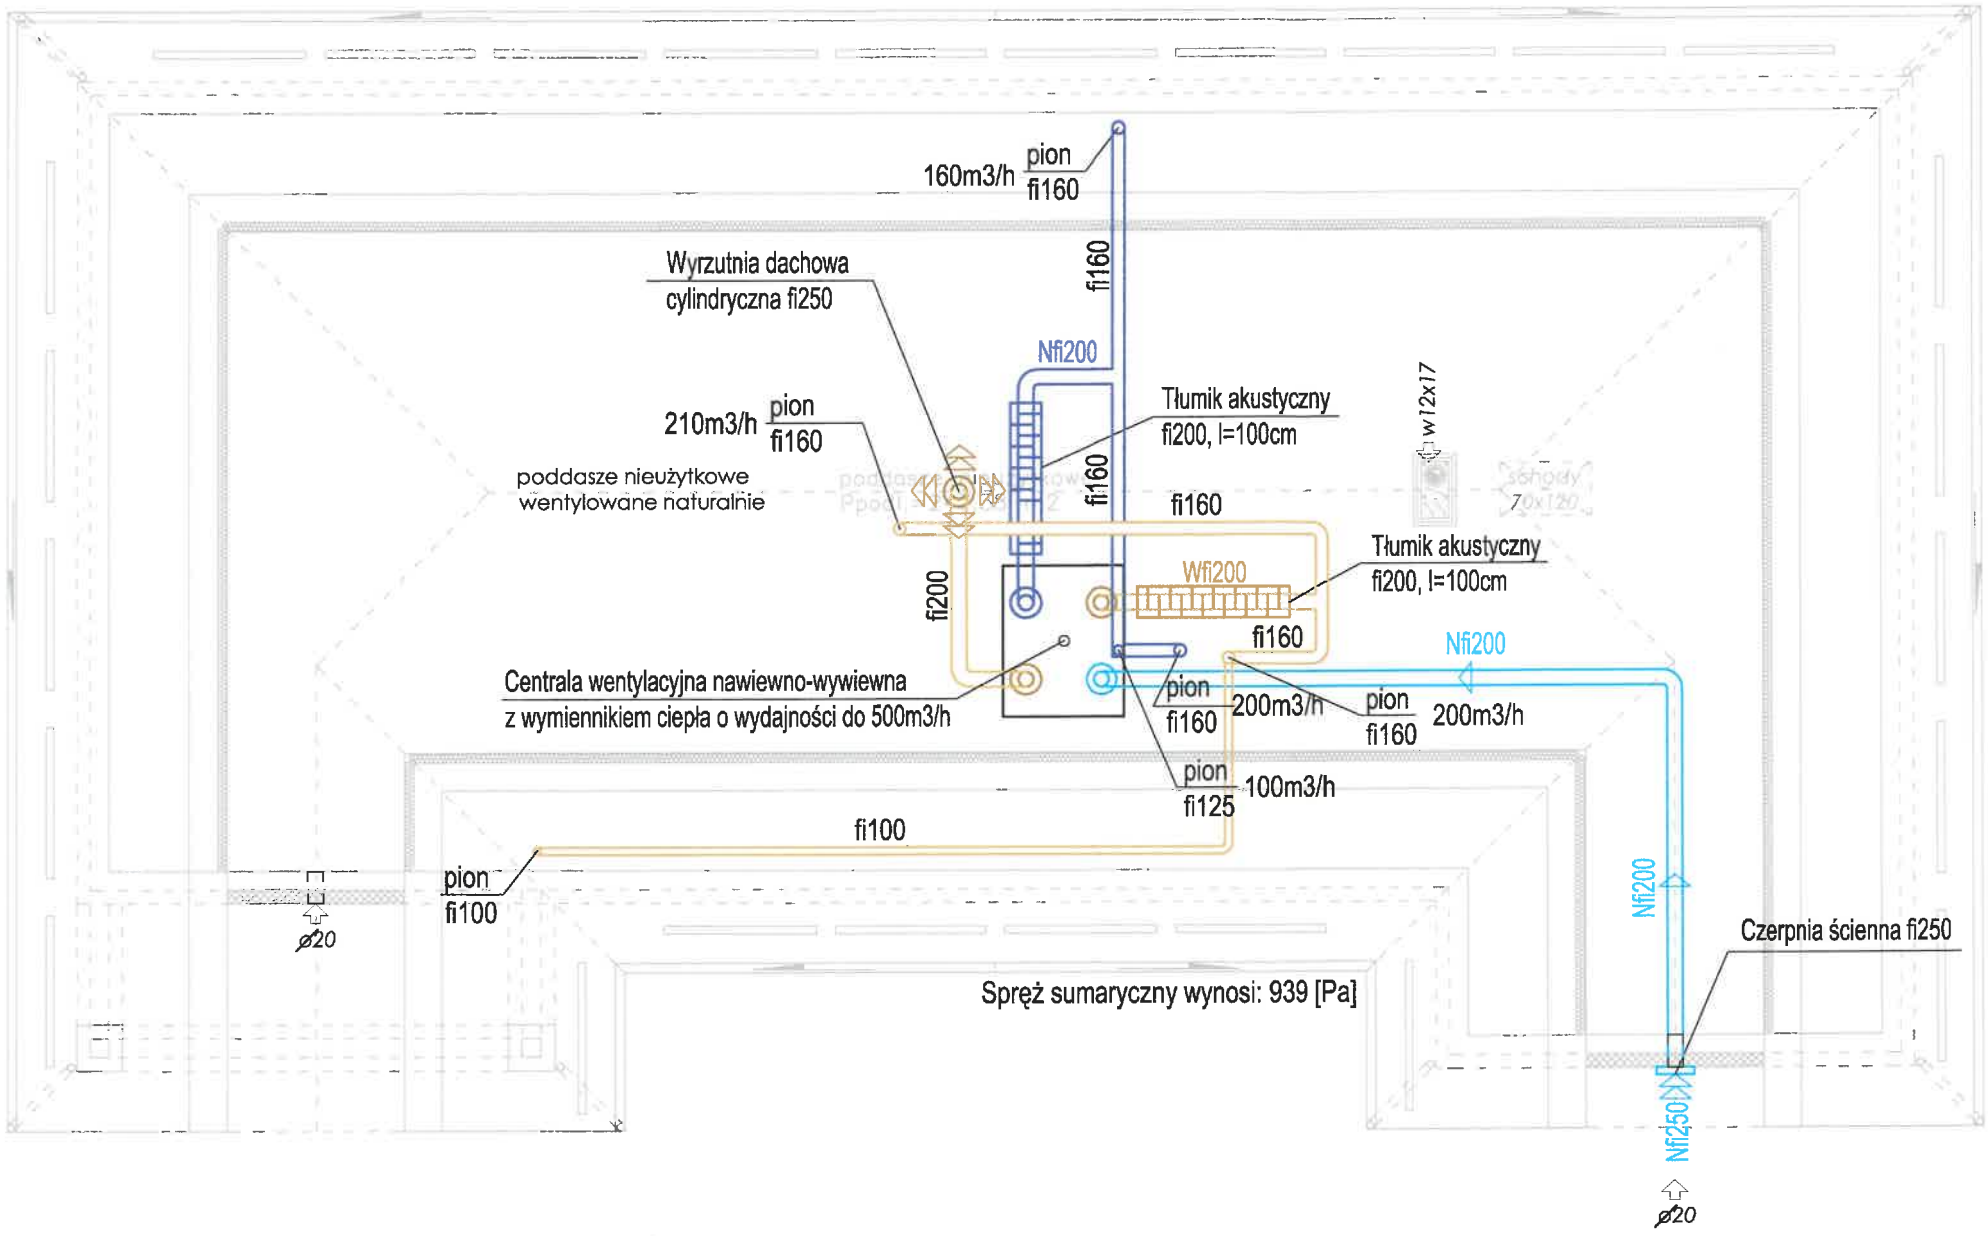 160m3/h pion
fi160
fi160
Wyrzutnia dachowa
cylindryczna fi250
Nfi200
w12x17
210m3/h pion
fi160
Tłumik akustyczny
fi200, l=100cm
poddasze nieużytkowe
wentylowane naturalnie
fi160
fi160
schody
70x120
Tłumik akustyczny
fi200, l=100cm
Wfi200
fi200
fi160
Nfi200
Centrala wentylacyjna nawiewno-wywiewna
z wymiennikiem ciepła o wydajności do 500m3/h
pion
fi160
200m3/h
pion
fi160
200m3/h
pion
fi125
100m3/h
fi100
pion
fi100
ø20
Nfi200
Czerpnia ścienna fi250
Spręż sumaryczny wynosi: 939 [Pa]
Nfi250
ø20